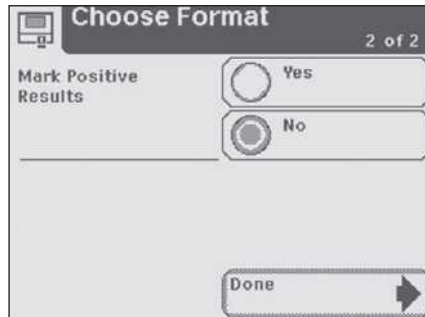 Choose Format
2 of 2
Mark Positive
Results
Yes
No
Done